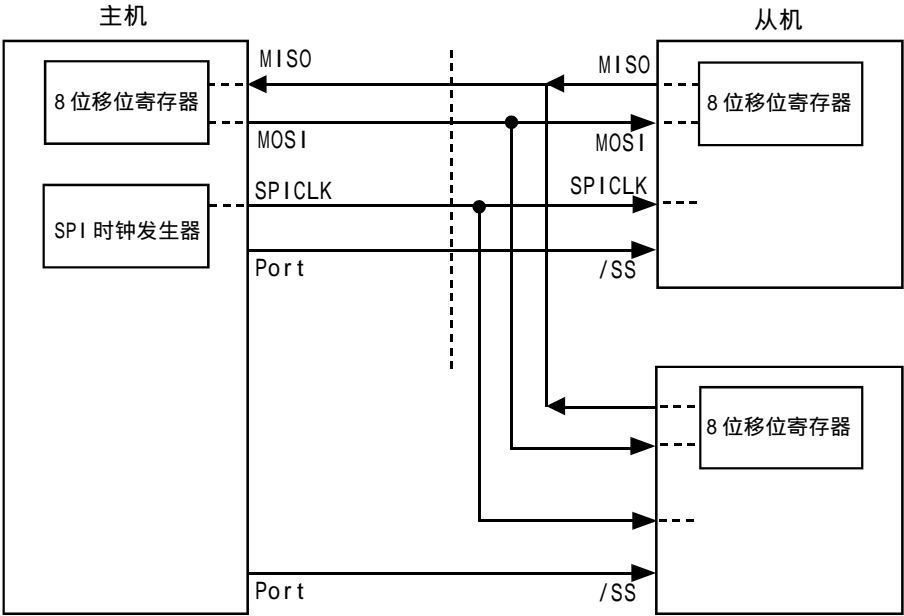 主机
从机
MISO
MISO
8 位移位寄存器
8 位移位寄存器
MOSI
MOSI
SPICLK
SPICLK
SPI 时钟发生器
Port
/SS
8 位移位寄存器
Port
/SS